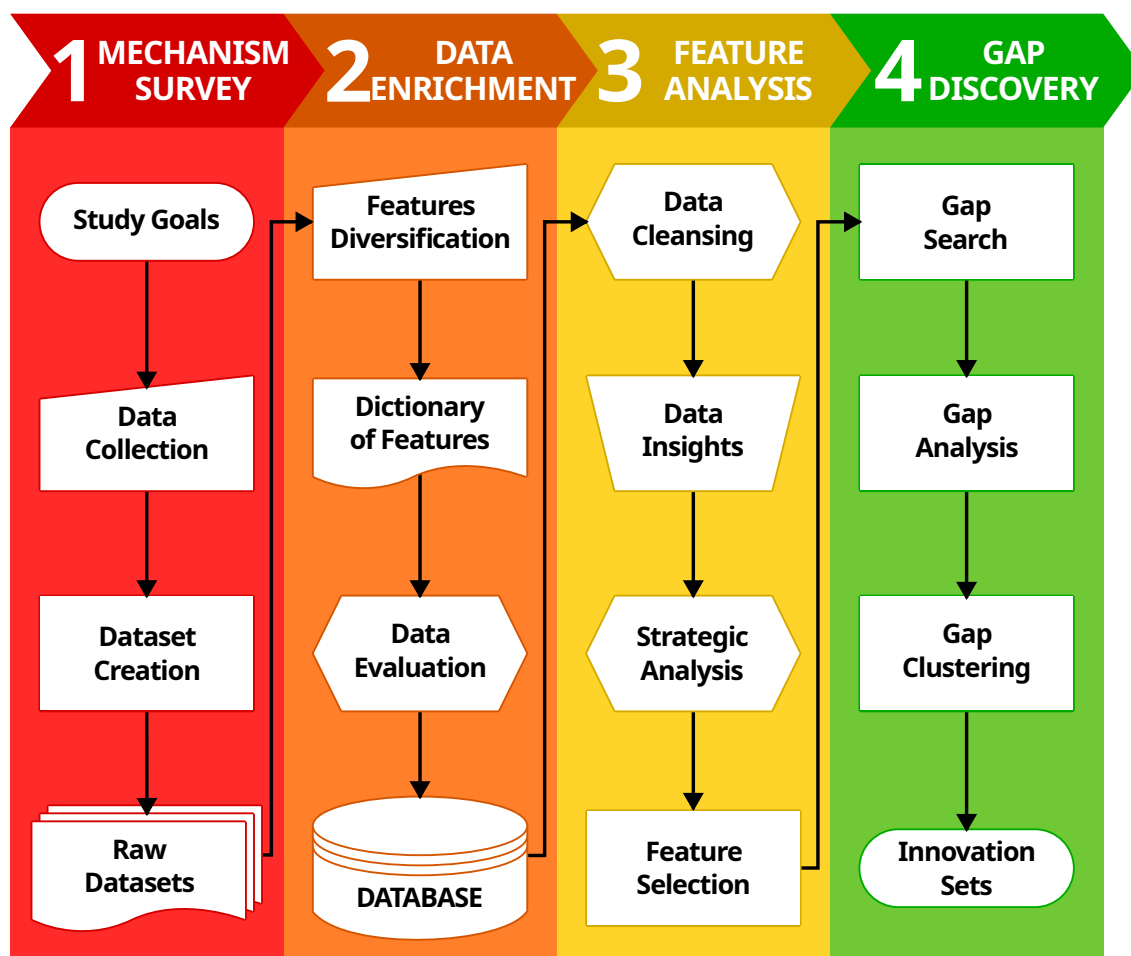 1 MECHANISM
SURVEY
2 DATA
ENRICHMENT
3 FEATURE
ANALYSIS
4 GAP
DISCOVERY
Study Goals
Data
Collection
Dataset
Creation
Raw
Datasets
Features
Diversification
Dictionary
of Features
Data
Evaluation
DATABASE
Data
Cleansing
Data
Insights
Strategic
Analysis
Feature
Selection
Gap
Search
Gap
Analysis
Gap
Clustering
Innovation
Sets